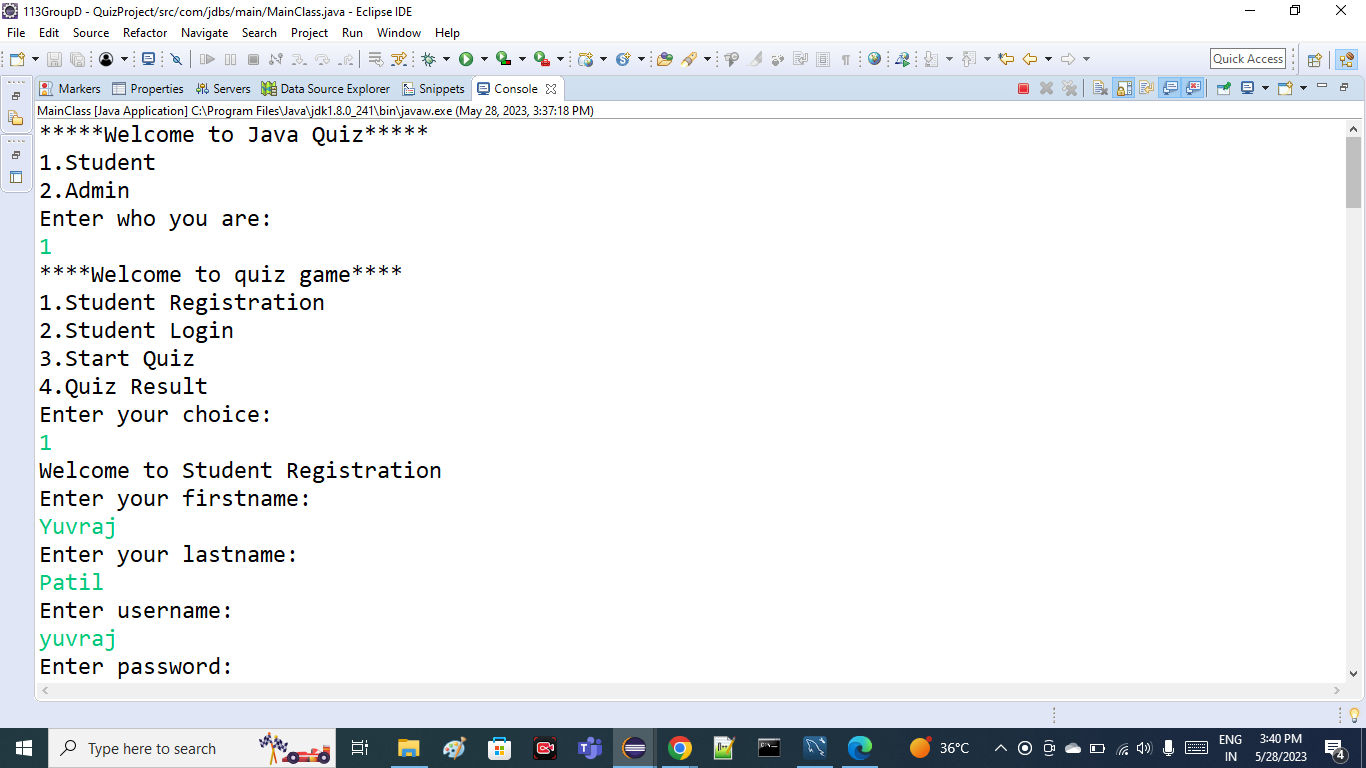 113GroupD - QuizProject/src/com/jdbs/main/MainClass.java - Eclipse IDE
File Edit Source Refactor Navigate Search Project Run Window Help
Quick Access
Markers Properties Servers Data Source Explorer Snippets Console
MainClass [Java Application] C:\Program Files\Java\jdk1.8.0_241\bin\javaw.exe (May 28, 2023, 3:37:18 PM)
*****Welcome to Java Quiz*****
1.Student
2.Admin
Enter who you are:
1
****Welcome to quiz game****
1.Student Registration
2.Student Login
3.Start Quiz
4.Quiz Result
Enter your choice:
1
Welcome to Student Registration
Enter your firstname:
Yuvraj
Enter your lastname:
Patil
Enter username:
yuvraj
Enter password:
Type here to search
36°C
ENG
IN
3:40 PM
5/28/2023
4